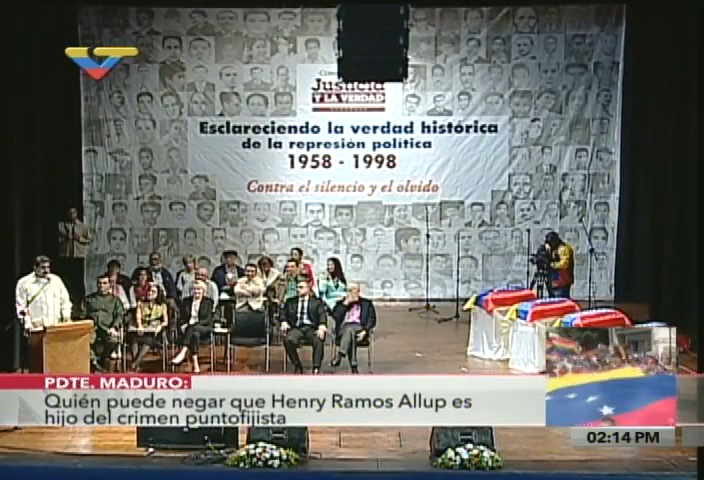 Justicia
Y LA VERDAD
Esclareciendo la verdad histórica
de la represión política
1958 - 1998
Contra el silencio y el olvido
PDTE. MADURO:
Quién puede negar que Henry Ramos Allup es
hijo del crimen puntofijista
02:14 PM